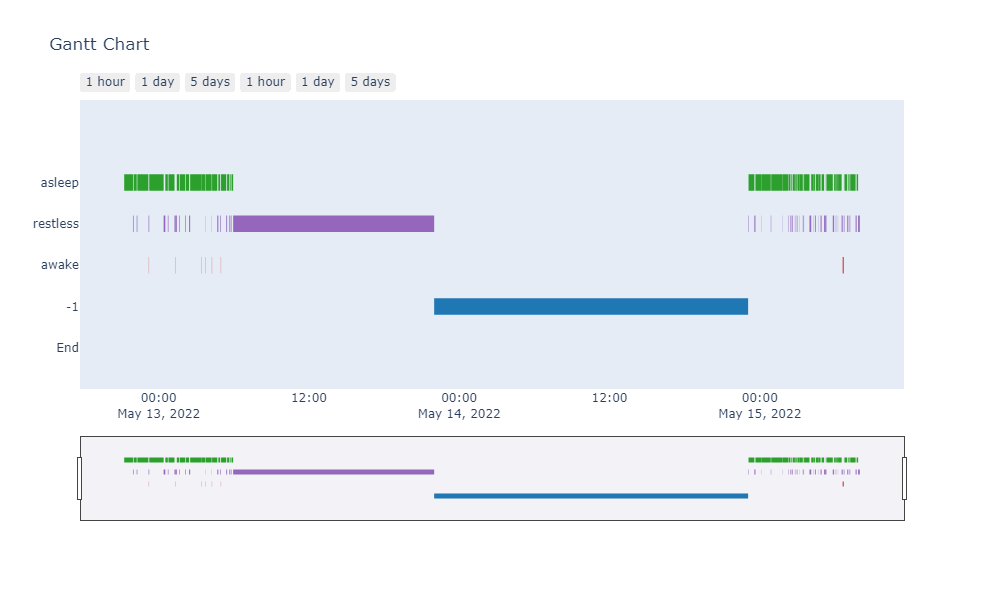 Gantt Chart
1 hour 1 day 5 days 1 hour 1 day 5 days
asleep
restless
awake
-1
End
00:00 12:00 00:00 12:00 00:00
May 13, 2022 May 14, 2022 May 15, 2022